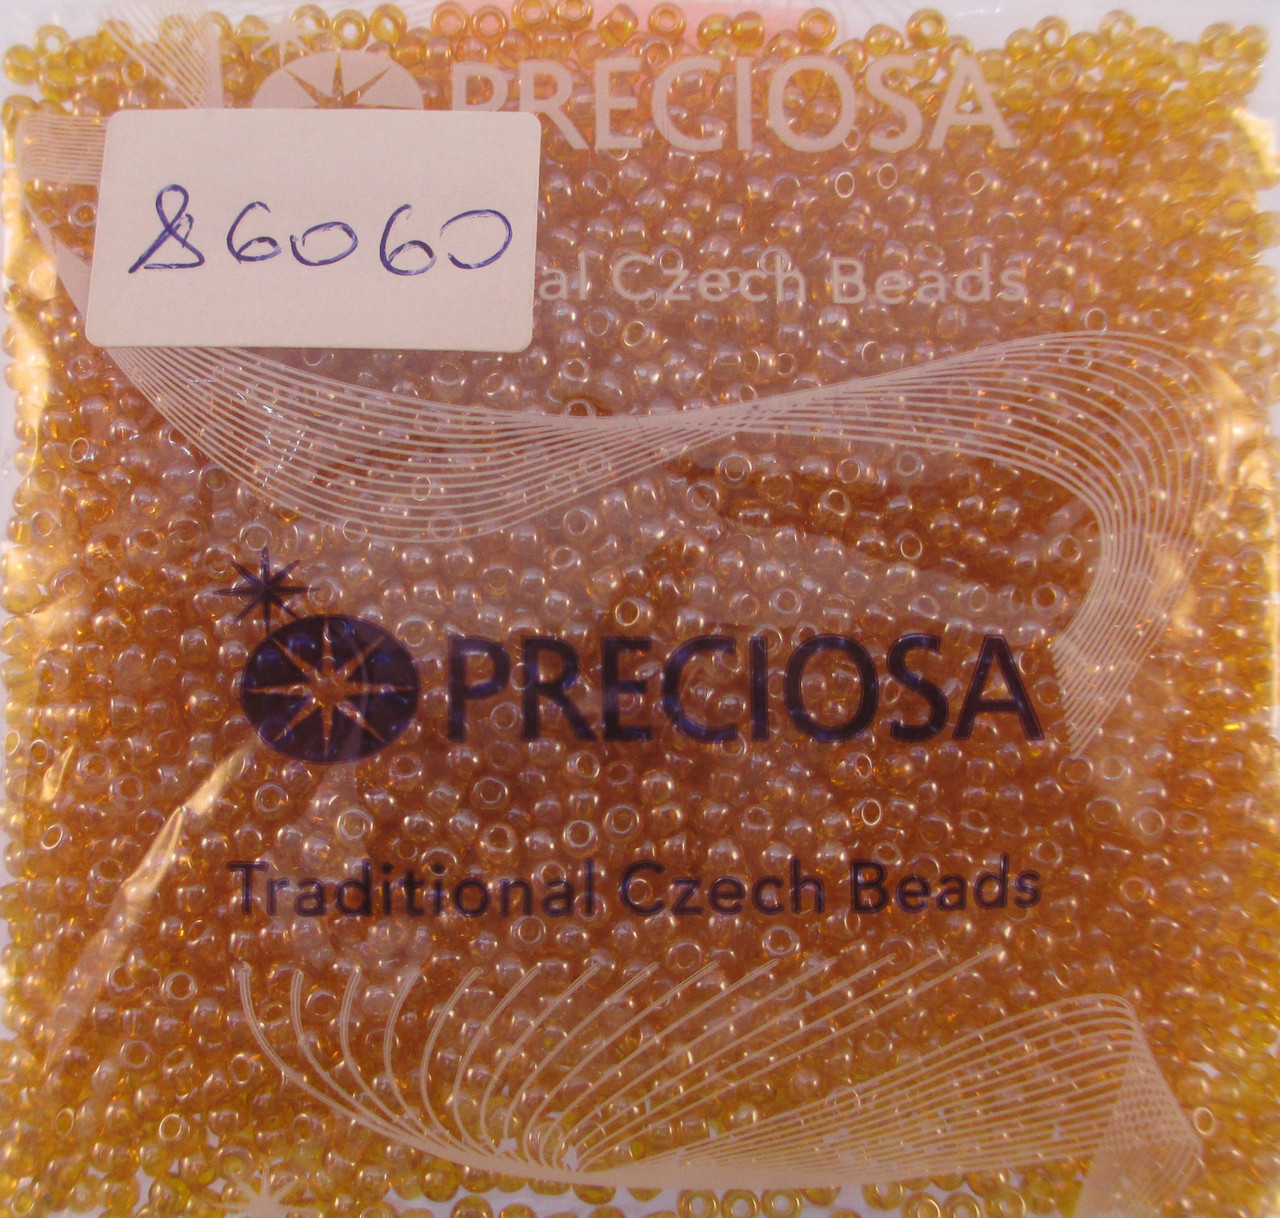 PRECIOSA
86060
al Czech Beads
PRECIOSA
Traditional Czech Beads